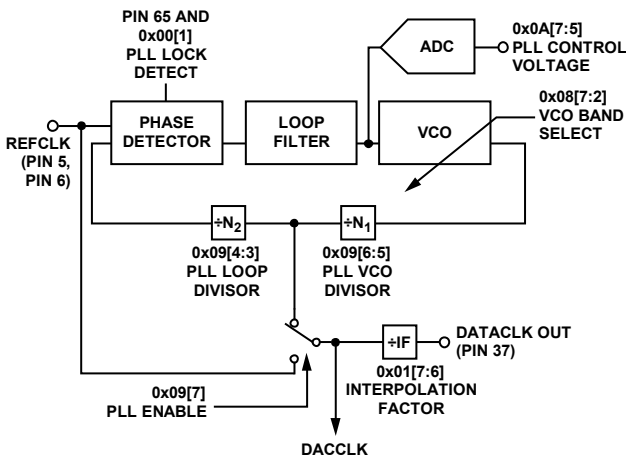 PIN 65 AND
0x00[1]
PLL LOCK
DETECT
ADC
0x0A[7:5]
PLL CONTROL
VOLTAGE
0x08[7:2]
VCO BAND
SELECT
REFCLK
(PIN 5,
PIN 6)
PHASE
DETECTOR
LOOP
FILTER
VCO
÷N2
÷N1
0x09[4:3]
PLL LOOP
DIVISOR
0x09[6:5]
PLL VCO
DIVISOR
÷IF
DATACLK OUT
(PIN 37)
0x01[7:6]
INTERPOLATION
FACTOR
0x09[7]
PLL ENABLE
DACCLK